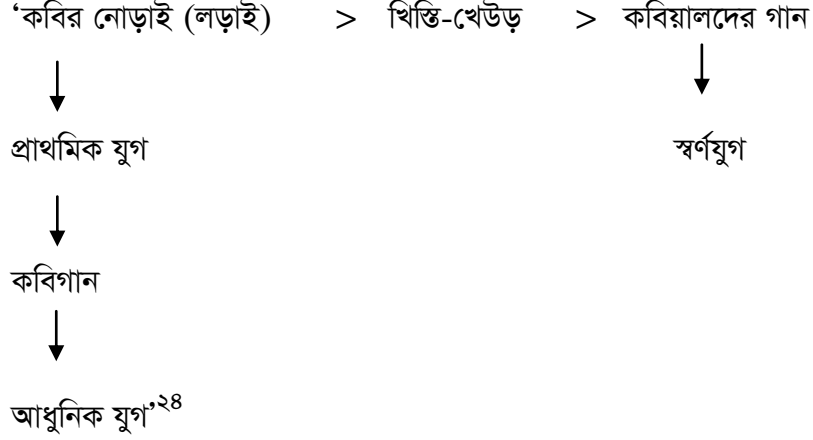 ‘কবির নোড়াই (লড়াই) > খিস্তি-খেউড় > কবিয়ালদের গান
প্রাথমিক যুগ স্বর্ণযুগ
কবিগান
আধুনিক যুগ’২৪